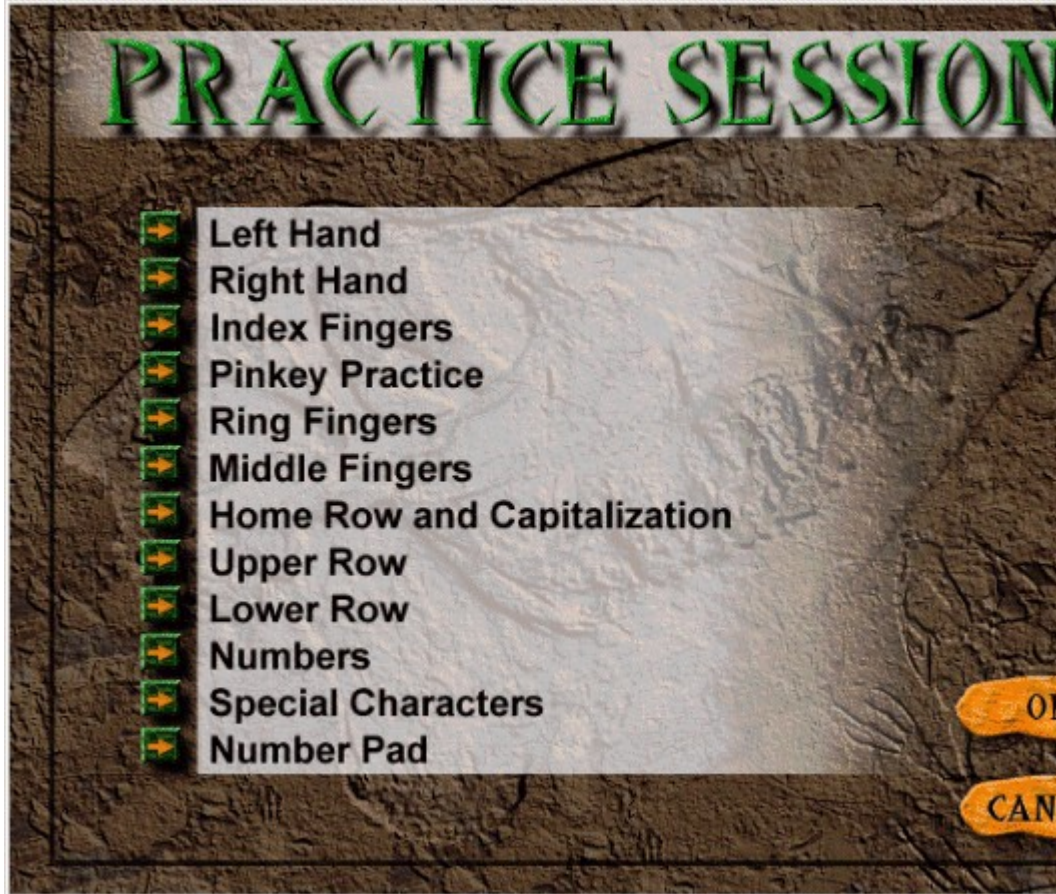 PRACTICE SESSION
Left Hand
Right Hand
Index Fingers
Pinkey Practice
Ring Fingers
Middle Fingers
Home Row and Capitalization
Upper Row
Lower Row
Numbers
Special Characters
Number Pad